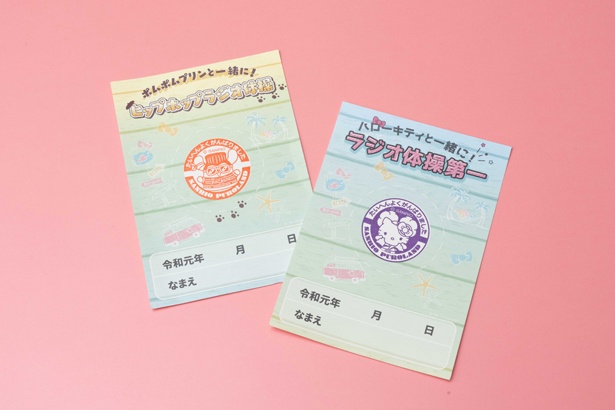 ポムポムプリンと一緒に！
ヒップホップラジオ体操
たいへんよくがんばりました
SANRIO PUROLAND
令和元年 月 日
なまえ
ハローキティと一緒に！
ラジオ体操第一
たいへんよくがんばりました
SANRIO PUROLAND
令和元年 月 日
なまえ